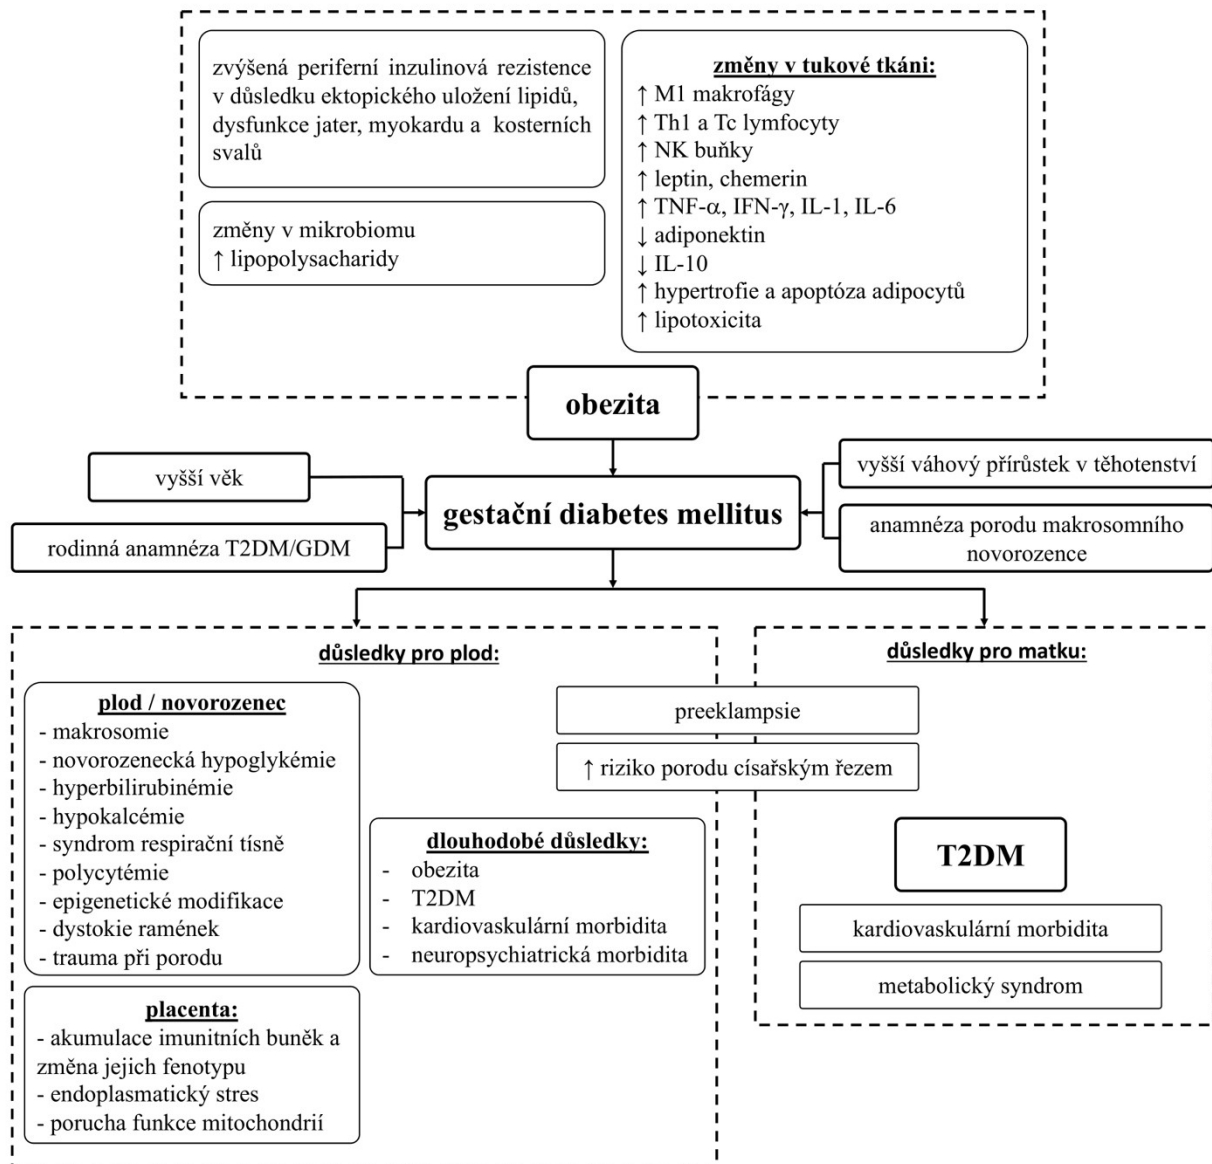 zvýšená periferní inzulinová rezistence
v důsledku ektopického uložení lipidů,
dysfunkce jater, myokardu a kosterních
svalů
změny v mikrobiomu
↑ lipopolysacharidy
změny v tukové tkáni:
↑ M1 makrofágy
↑ Th1 a Tc lymfocyty
↑ NK buňky
↑ leptin, chemerin
↑ TNF-α, IFN-γ, IL-1, IL-6
↓ adiponektin
↓ IL-10
↑ hypertrofie a apoptóza adipocytů
↑ lipotoxicita
obezita
vyšší věk
rodinná anamnéza T2DM/GDM
gestační diabetes mellitus
vyšší váhový přírůstek v těhotenství
anamnéza porodu makrosomního
novorozence
důsledky pro plod:
plod / novorozenec
- makrosomie
- novorozenecká hypoglykémie
- hyperbilirubinémie
- hypokalcémie
- syndrom respirační tísně
- polycytémie
- epigenetické modifikace
- dystokie ramének
- trauma při porodu
placenta:
- akumulace imunitních buněk a
změna jejich fenotypu
- endoplasmatický stres
- porucha funkce mitochondrií
dlouhodobé důsledky:
- obezita
- T2DM
- kardiovaskulární morbidita
- neuropsychiatrická morbidita
preeklampsie
↑ riziko porodu císařským řezem
důsledky pro matku:
T2DM
kardiovaskulární morbidita
metabolický syndrom